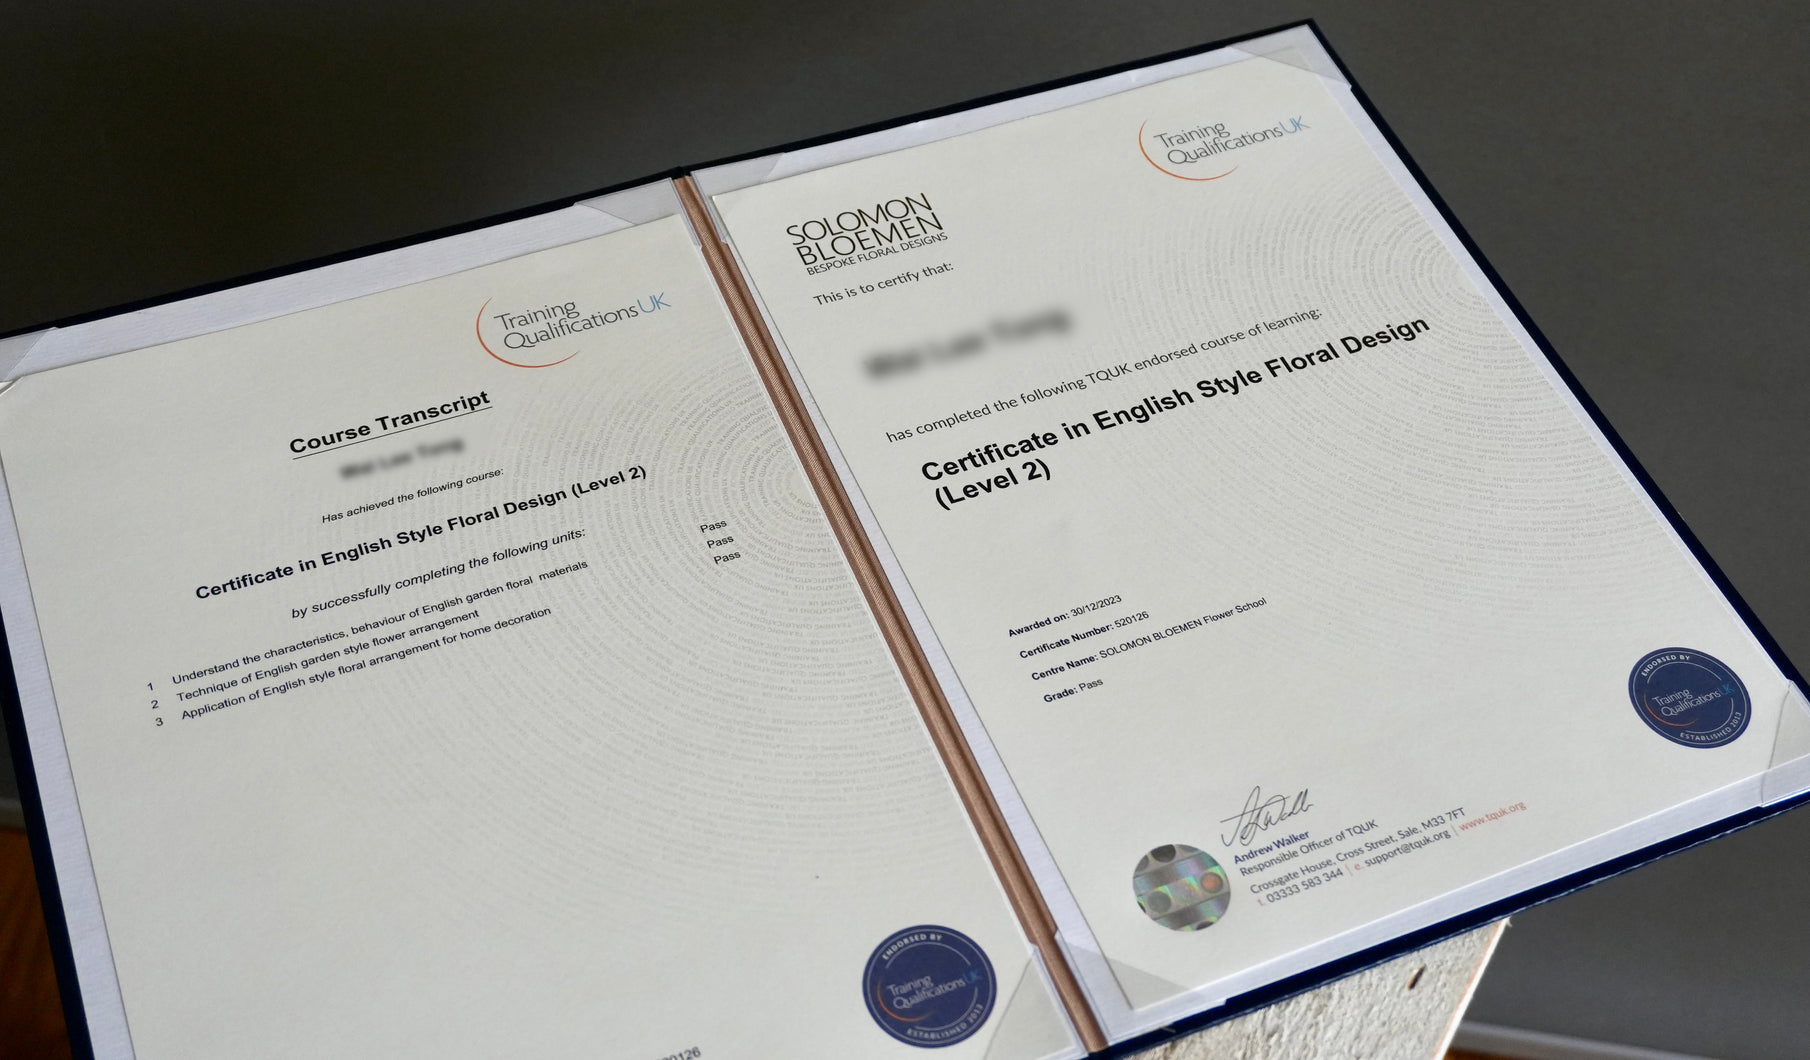 Training
Qualifications UK
Course Transcript
Has achieved the following course:
Certificate in English Style Floral Design (Level 2)
by successfully completing the following units:
1 Understand the characteristics, behaviour of English garden floral materials Pass
2 Technique of English garden style flower arrangement Pass
3 Application of English style floral arrangement for home decoration Pass
ENDORSED BY
Training
Qualifications UK
ESTABLISHED 2013
Training
Qualifications UK
SOLOMON
BLOEMEN
BESPOKE FLORAL DESIGNS
This is to certify that:
has completed the following TQUK endorsed course of learning:
Certificate in English Style Floral Design
(Level 2)
Awarded on: 30/12/2023
Certificate Number: 520126
Centre Name: SOLOMON BLOEMEN Flower School
Grade: Pass
ENDORSED BY
Training
Qualifications UK
ESTABLISHED 2013
Andrew Walker
Responsible Officer of TQUK
Crossgate House, Cross Street, Sale, M33 7FT
t. 03333 583 344 | e. support@tquk.org | www.tquk.org